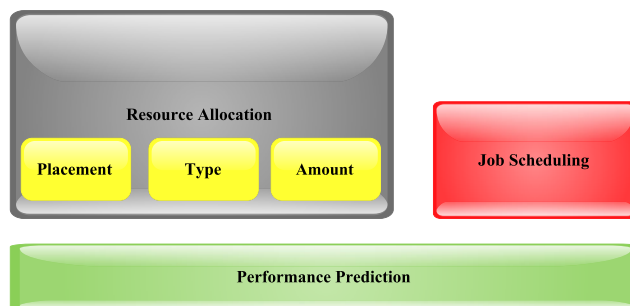 Resource Allocation
Placement
Type
Amount
Job Scheduling
Performance Prediction